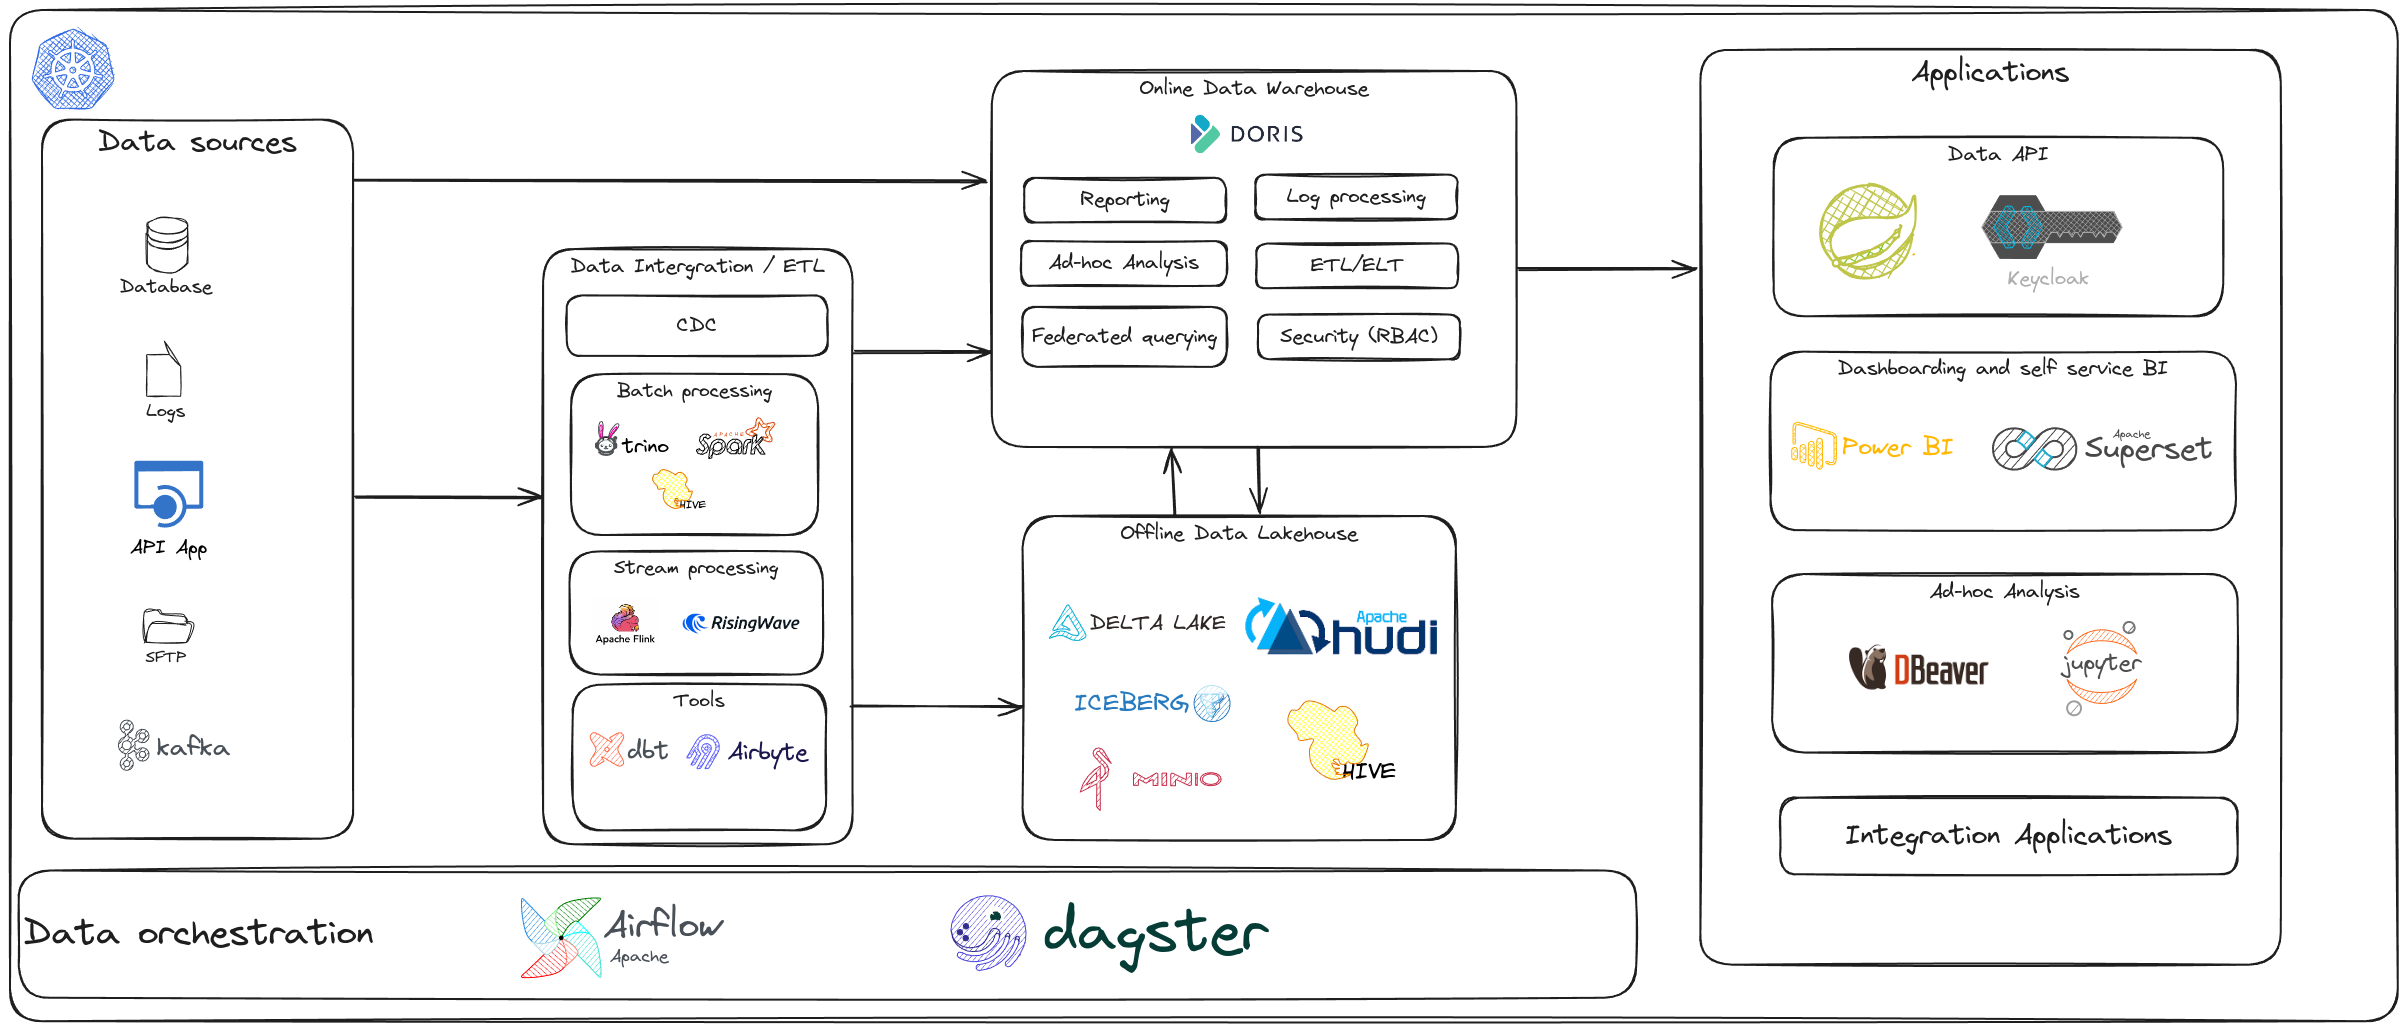 Data sources
Database
Logs
API App
SFTP
kafka
Data Intergration / ETL
CDC
Batch processing
trino
APACHE
Spark
HIVE
Stream processing
Apache Flink
RisingWave
Tools
dbt
Airbyte
Online Data Warehouse
DORIS
Reporting
Log processing
Ad-hoc Analysis
ETL/ELT
Federated querying
Security (RBAC)
Offline Data Lakehouse
DELTA LAKE
Apache
hudi
ICEBERG
HIVE
MINIO
Applications
Data API
Keycloak
Dashboarding and self service BI
Power BI
Apache
Superset
Ad-hoc Analysis
DBeaver
jupyter
Integration Applications
Data orchestration
Airflow
Apache
dagster